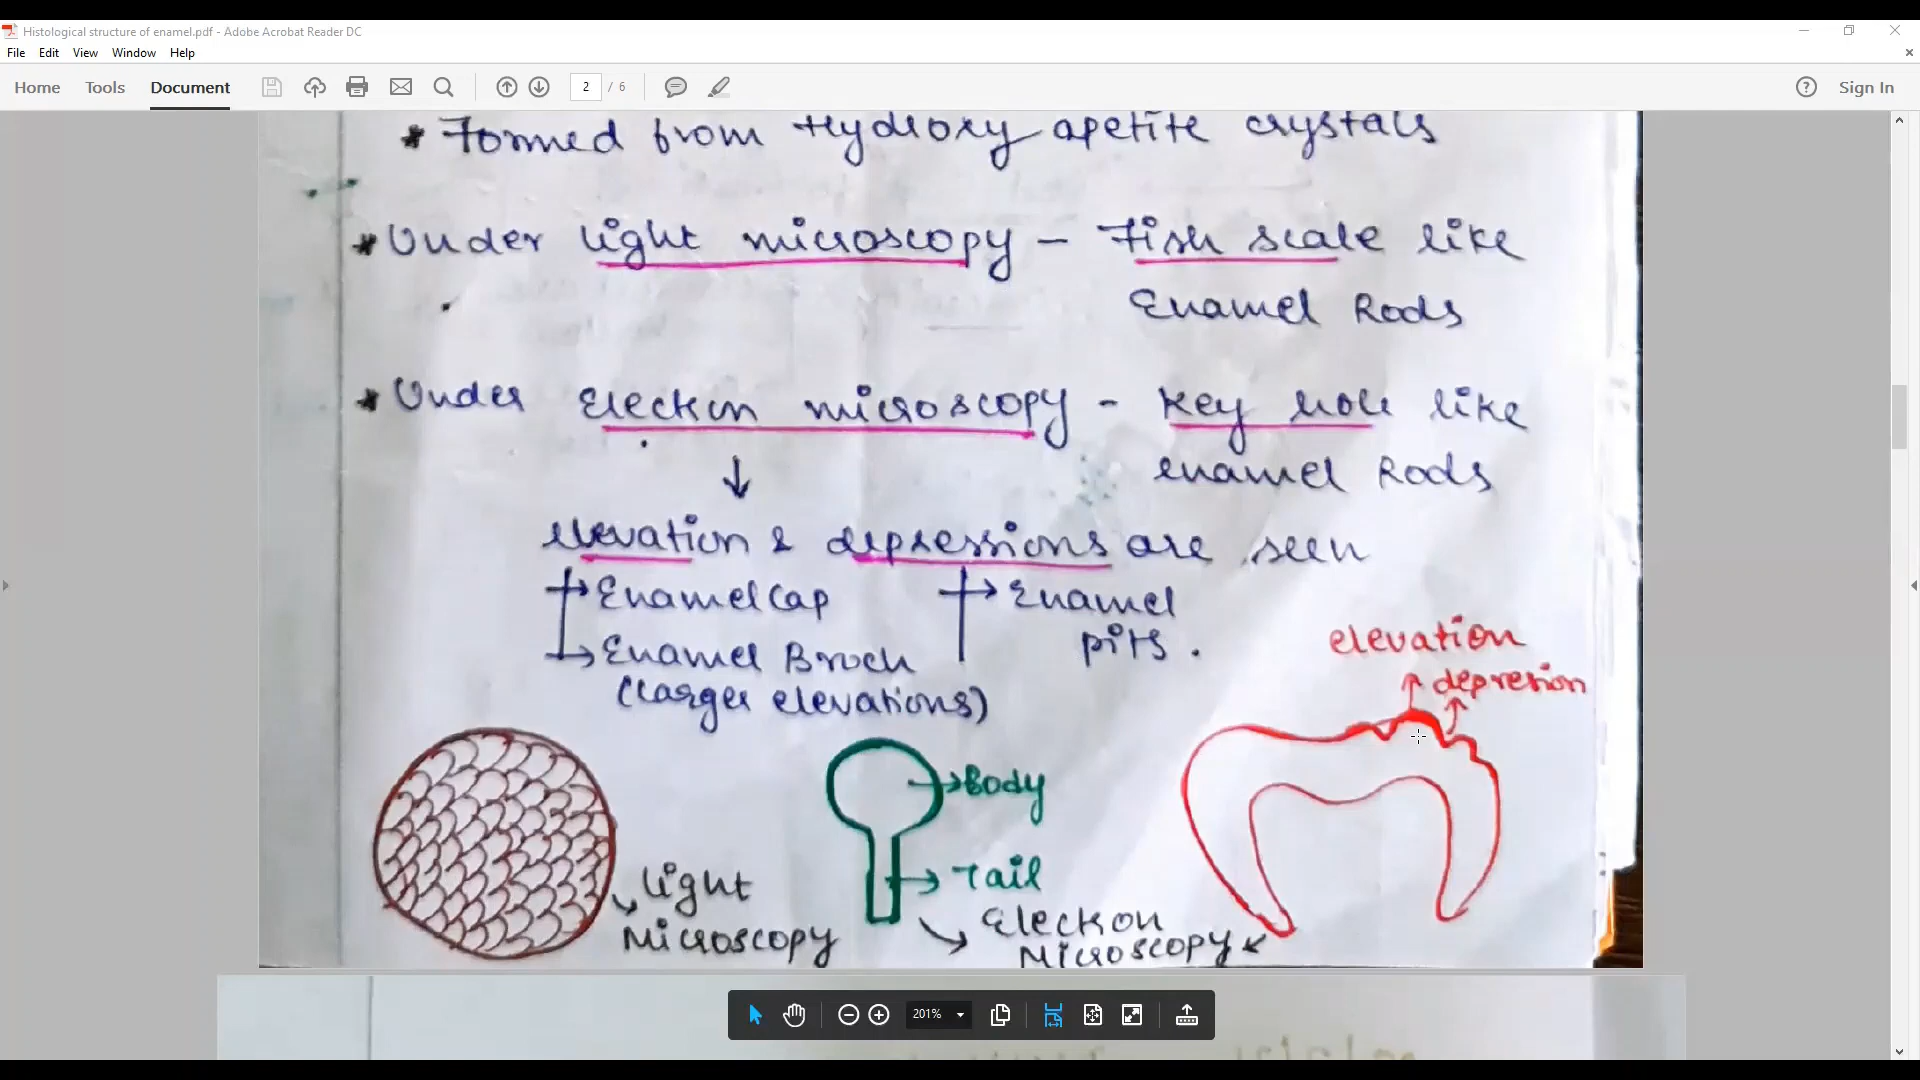 Histological structure of enamel.pdf - Adobe Acrobat Reader DC
File Edit View Window Help
Home Tools Document 2 / 6 Sign In
* Formed from Hydroxy apetite crystals
* Under light microscopy - Fish scale like
Enamel Rods
* Under Electron microscopy - Key hole like
enamel Rods
↓
elevation & depressions are seen
→ Enamel Cap → Enamel
pits.
→ Enamel Broch
(larger elevations)
elevation
depresion
→ Body
→ Tail
Light
Microscopy
Electron
Microscopy
201%